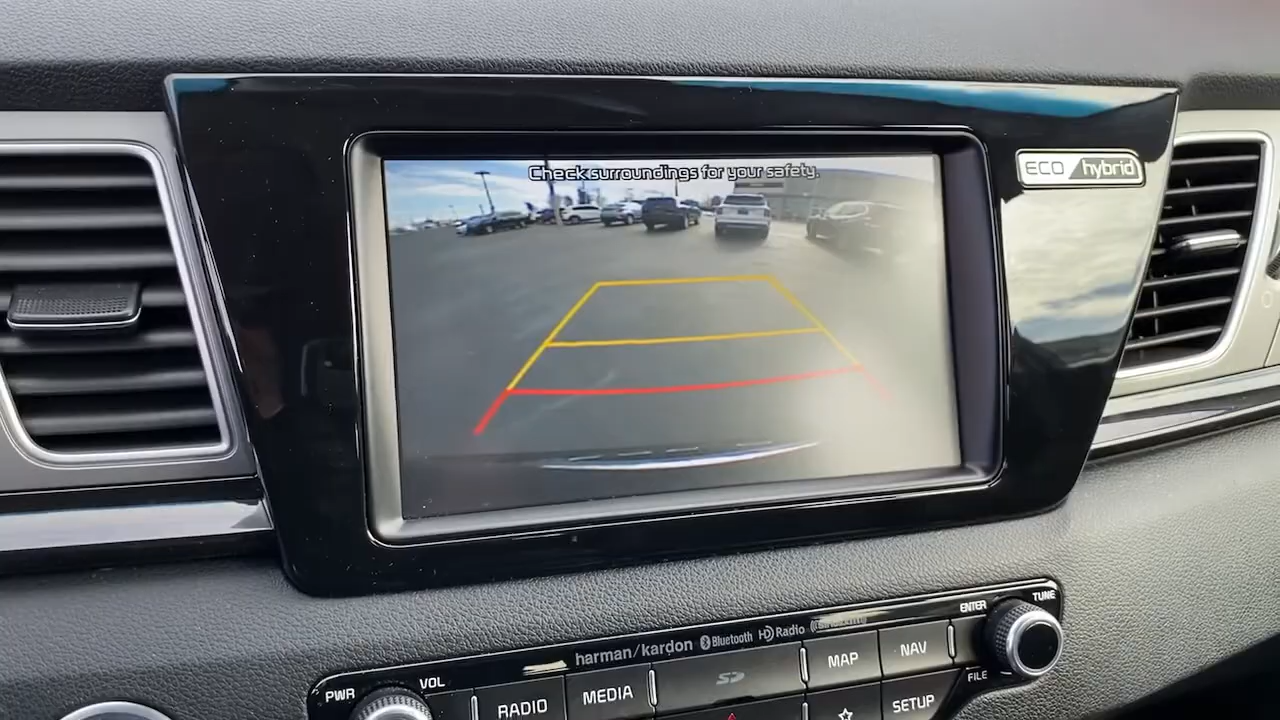 Check surroundings for your safety.
ECO hybrid
ENTER
TUNE
harman/kardon Bluetooth HD Radio
PWR
VOL
RADIO
MEDIA
SD
MAP
NAV
FILE
SETUP